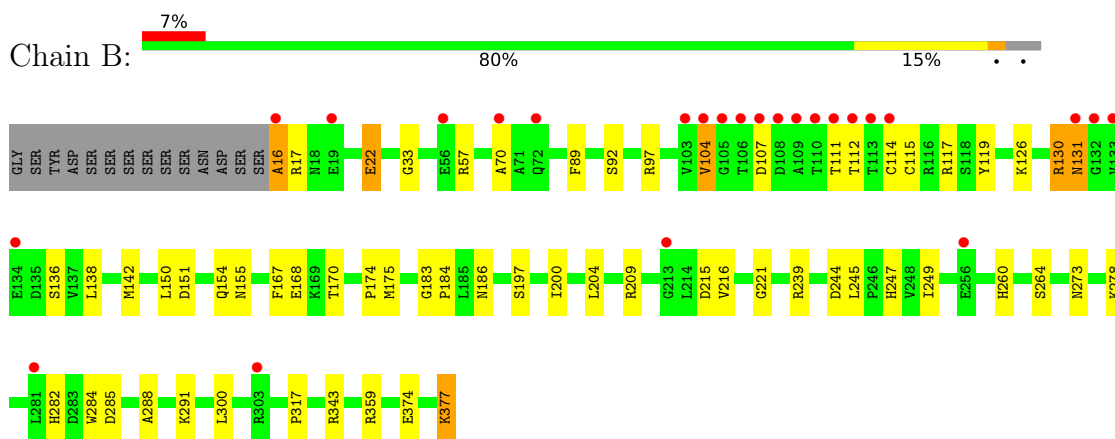 7%
Chain B:
80% 15% • •
GLY SER TYR ASP SER SER SER SER SER SER ASN ASP SER SER A16 R17 N18 E19 E22 G33 E56 R57 A70 A71 Q72 F89 S92 R97 V103 V104 G105 T106 D107 D108 A109 T110 T111 T112 T113 C114 C115 R116 R117 S118 Y119 K126 R130 N131 G132 V133
E134 D135 S136 V137 L138 M142 L150 D151 Q154 N155 F167 E168 K169 T170 P174 M175 G183 P184 L185 N186 S197 I200 L204 R209 G213 L214 D215 V216 G221 R239 D244 L245 P246 H247 V248 I249 E256 H260 S264 N273 K278
L281 H282 D283 W284 D285 A288 K291 L300 R303 P317 R343 R359 E374 K377